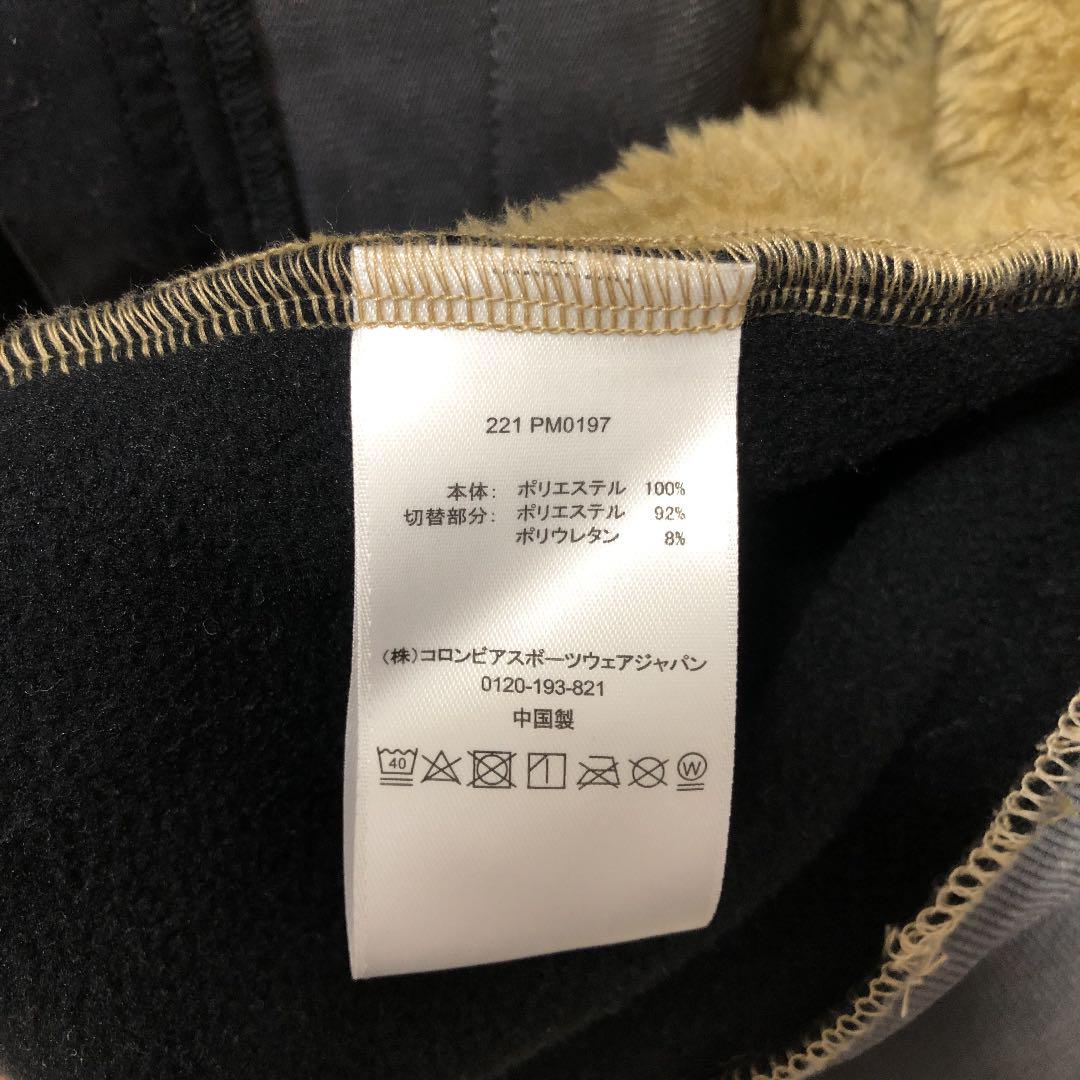 221 PM0197
本体: ポリエステル 100%
切替部分: ポリエステル 92%
ポリウレタン 8%
(株)コロンビアスポーツウェアジャパン
0120-193-821
中国製
40 W